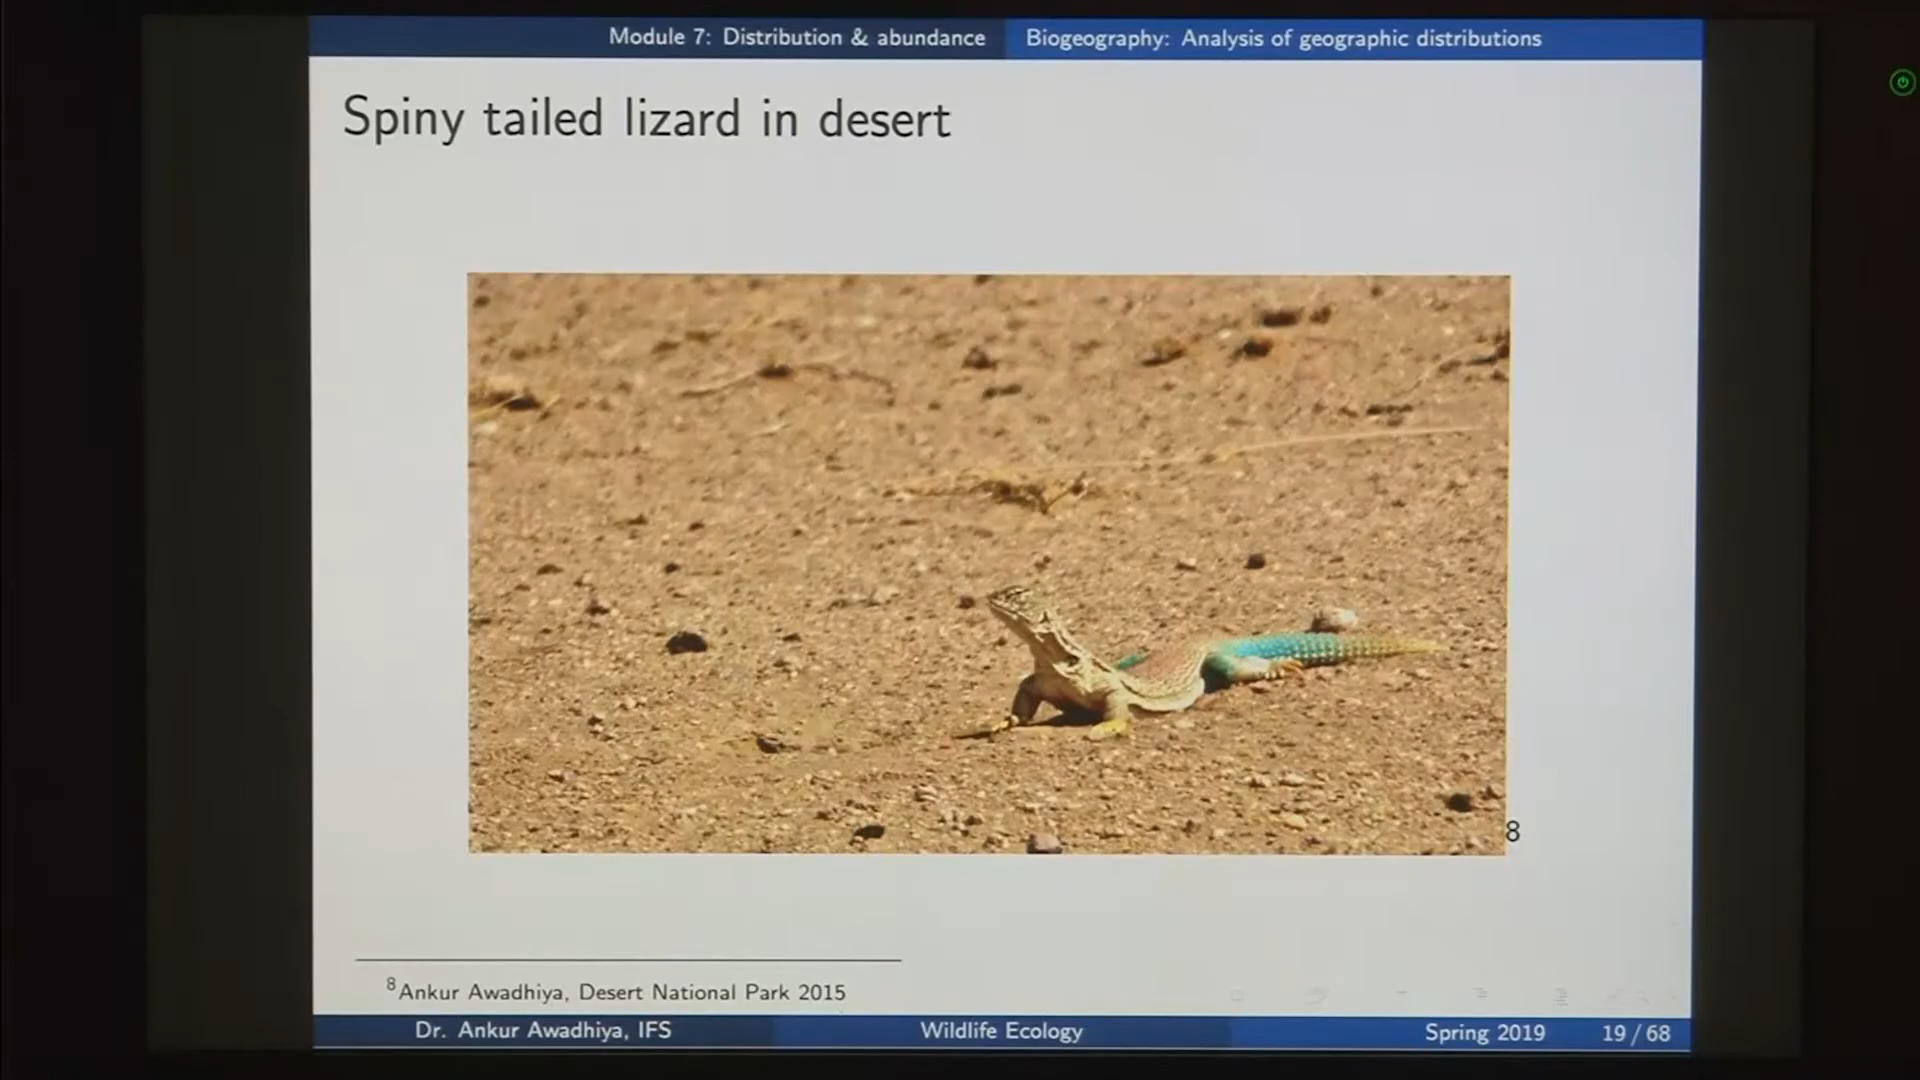 Module 7: Distribution & abundance
Biogeography: Analysis of geographic distributions
Spiny tailed lizard in desert
8
8Ankur Awadhiya, Desert National Park 2015
Dr. Ankur Awadhiya, IFS
Wildlife Ecology
Spring 2019
19 / 68